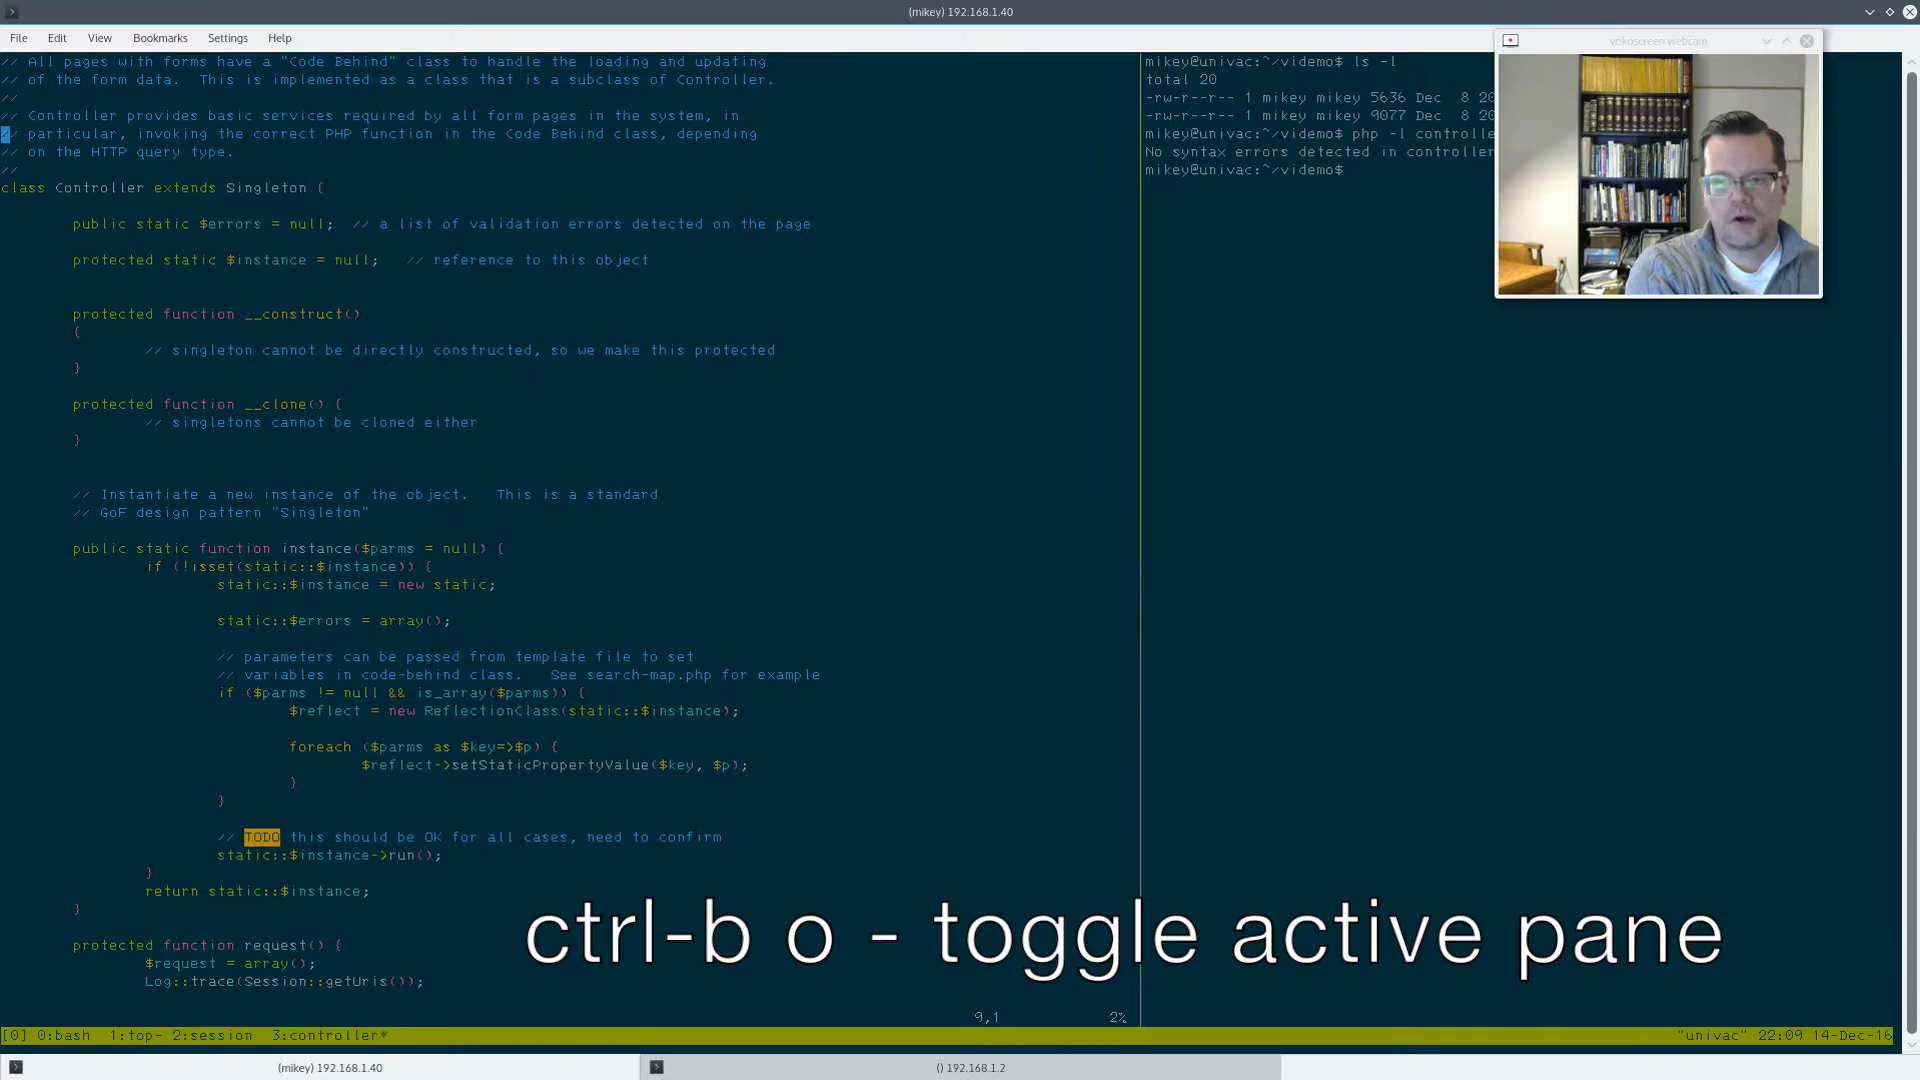 (mikey) 192.168.1.40
File Edit View Bookmarks Settings Help
vokoscreen webcam
// All pages with forms have a "Code Behind" class to handle the loading and updating
// of the form data.  This is implemented as a class that is a subclass of Controller.
//
// Controller provides basic services required by all form pages in the system, in
// particular, invoking the correct PHP function in the Code Behind class, depending
// on the HTTP query type.
//
class Controller extends Singleton {
public static $errors = null;  // a list of validation errors detected on the page
protected static $instance = null;   // reference to this object
protected function __construct()
{
// singleton cannot be directly constructed, so we make this protected
}
protected function __clone() {
// singletons cannot be cloned either
}
// Instantiate a new instance of the object.   This is a standard
// GoF design pattern "Singleton"
public static function instance($parms = null) {
if (!isset(static::$instance)) {
static::$instance = new static;
static::$errors = array();
// parameters can be passed from template file to set
// variables in code-behind class.   See search-map.php for example
if ($parms != null && is_array($parms)) {
$reflect = new ReflectionClass(static::$instance);
foreach ($parms as $key=>$p) {
$reflect->setStaticPropertyValue($key, $p);
}
}
// TODO this should be OK for all cases, need to confirm
static::$instance->run();
}
return static::$instance;
}
protected function request() {
$request = array();
Log::trace(Session::getUris());
9,1 2%
mikey@univac:~/videmo$ ls -l
total 20
-rw-r--r-- 1 mikey mikey 5636 Dec  8 20
-rw-r--r-- 1 mikey mikey 9077 Dec  8 20
mikey@univac:~/videmo$ php -l controlle
No syntax errors detected in controller
mikey@univac:~/videmo$
ctrl-b o - toggle active pane
[0] 0:bash  1:top- 2:session  3:controller* "univac" 22:09 14-Dec-16
(mikey) 192.168.1.40 () 192.168.1.2